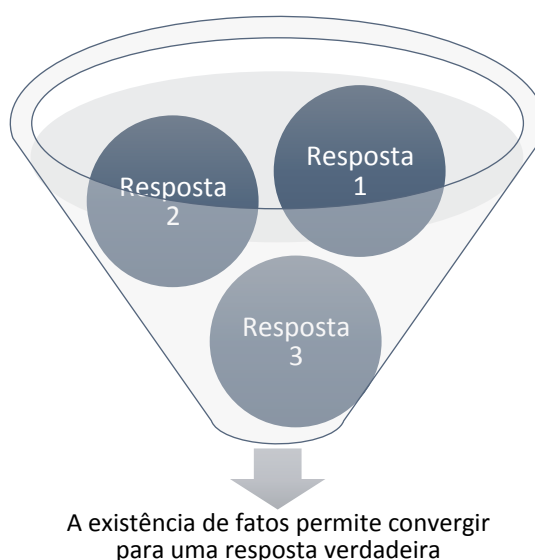 Resposta
1
Resposta
2
Resposta
3
A existência de fatos permite convergir
para uma resposta verdadeira